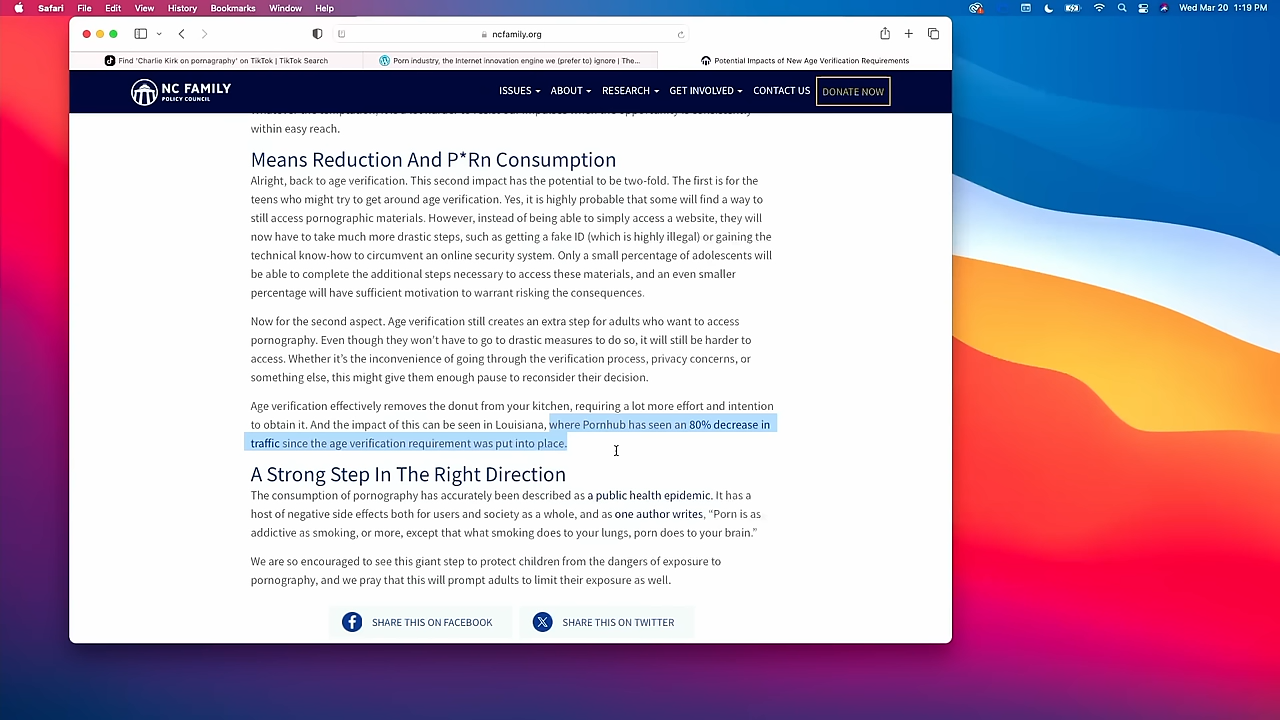 Safari File Edit View History Bookmarks Window Help Wed Mar 20 1:19 PM
ncfamily.org
Find 'Charlie Kirk on pornagraphy' on TikTok | TikTok Search
Porn industry, the Internet innovation engine we (prefer to) ignore | The...
Potential Impacts of New Age Verification Requirements
NC FAMILY
POLICY COUNCIL
ISSUES ABOUT RESEARCH GET INVOLVED CONTACT US DONATE NOW
within easy reach.
Means Reduction And P*Rn Consumption
Alright, back to age verification. This second impact has the potential to be two-fold. The first is for the
teens who might try to get around age verification. Yes, it is highly probable that some will find a way to
still access pornographic materials. However, instead of being able to simply access a website, they will
now have to take much more drastic steps, such as getting a fake ID (which is highly illegal) or gaining the
technical know-how to circumvent an online security system. Only a small percentage of adolescents will
be able to complete the additional steps necessary to access these materials, and an even smaller
percentage will have sufficient motivation to warrant risking the consequences.
Now for the second aspect. Age verification still creates an extra step for adults who want to access
pornography. Even though they won't have to go to drastic measures to do so, it will still be harder to
access. Whether it's the inconvenience of going through the verification process, privacy concerns, or
something else, this might give them enough pause to reconsider their decision.
Age verification effectively removes the donut from your kitchen, requiring a lot more effort and intention
to obtain it. And the impact of this can be seen in Louisiana, where Pornhub has seen an 80% decrease in
traffic since the age verification requirement was put into place.
A Strong Step In The Right Direction
The consumption of pornography has accurately been described as a public health epidemic. It has a
host of negative side effects both for users and society as a whole, and as one author writes, “Porn is as
addictive as smoking, or more, except that what smoking does to your lungs, porn does to your brain.”
We are so encouraged to see this giant step to protect children from the dangers of exposure to
pornography, and we pray that this will prompt adults to limit their exposure as well.
SHARE THIS ON FACEBOOK
SHARE THIS ON TWITTER